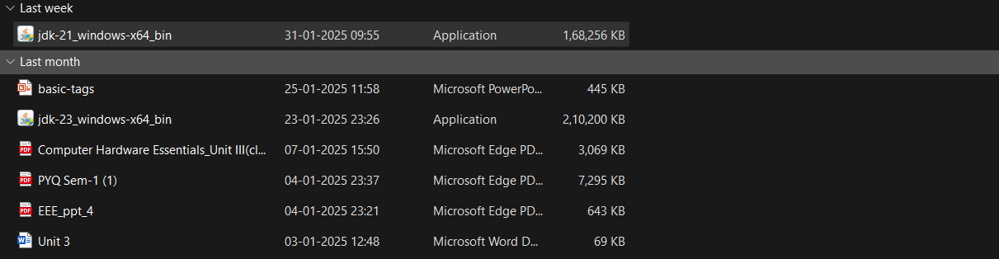 Last week
jdk-21_windows-x64_bin 31-01-2025 09:55 Application 1,68,256 KB
Last month
basic-tags 25-01-2025 11:58 Microsoft PowerPo... 445 KB
jdk-23_windows-x64_bin 23-01-2025 23:26 Application 2,10,200 KB
Computer Hardware Essentials_Unit III(cl... 07-01-2025 15:50 Microsoft Edge PD... 3,069 KB
PYQ Sem-1 (1) 04-01-2025 23:37 Microsoft Edge PD... 7,295 KB
EEE_ppt_4 04-01-2025 23:21 Microsoft Edge PD... 643 KB
Unit 3 03-01-2025 12:48 Microsoft Word D... 69 KB